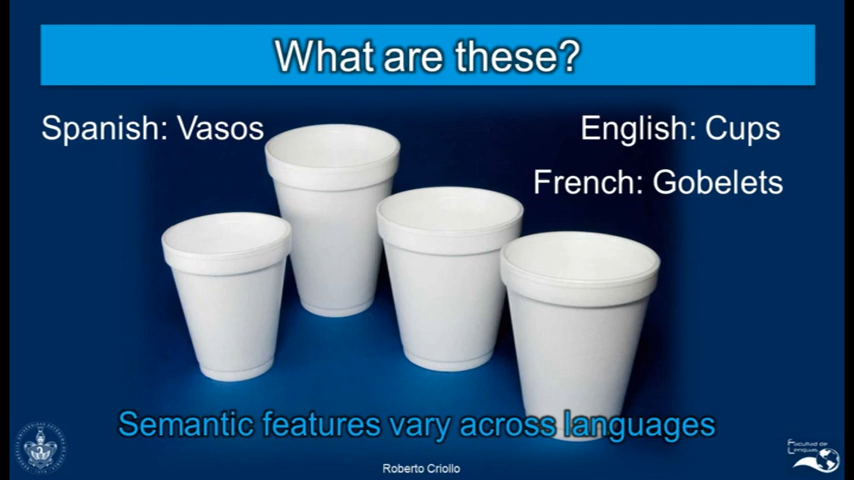 What are these?
Spanish: Vasos
English: Cups
French: Gobelets
Semantic features vary across languages
Roberto Criollo
Facultad de
Lenguas